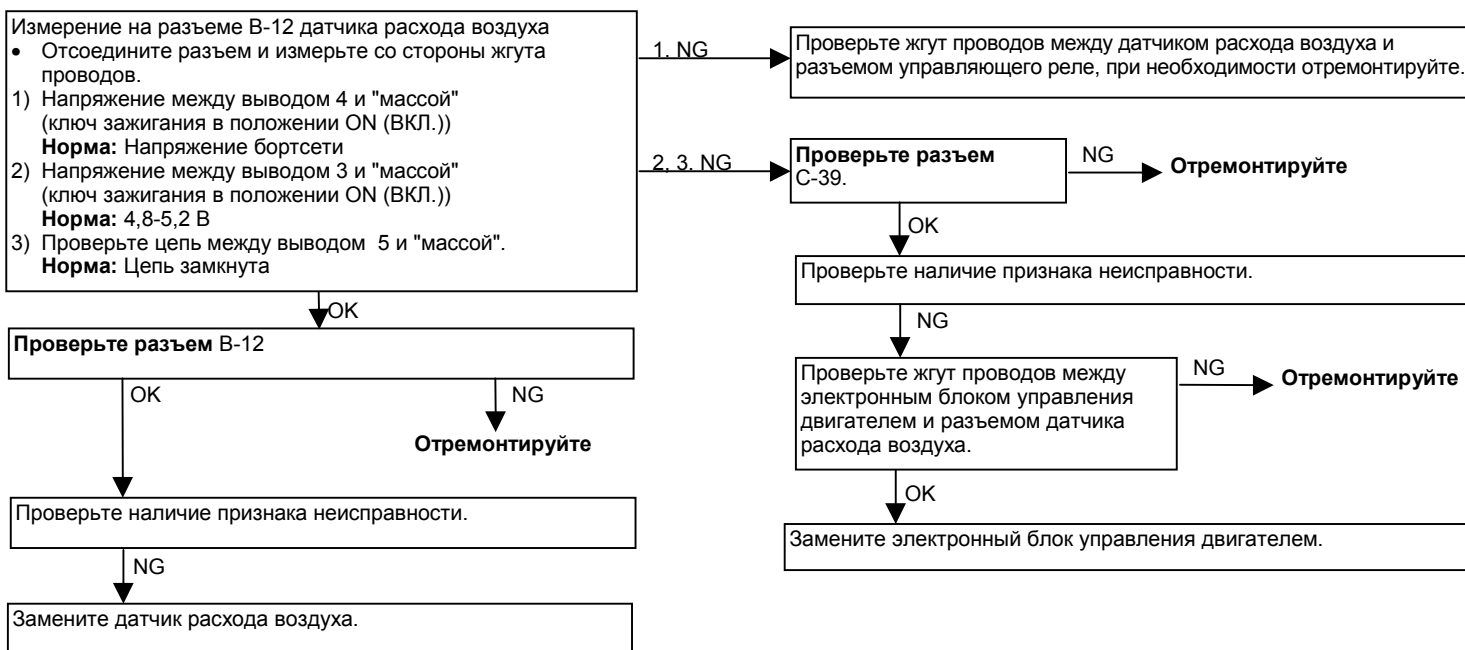 Измерение на разъеме B-12 датчика расхода воздуха
• Отсоедините разъем и измерьте со стороны жгута
проводов.
1) Напряжение между выводом 4 и "массой"
(ключ зажигания в положении ON (ВКЛ.))
Норма: Напряжение бортсети
2) Напряжение между выводом 3 и "массой"
(ключ зажигания в положении ON (ВКЛ.))
Норма: 4,8-5,2 В
3) Проверьте цепь между выводом 5 и "массой".
Норма: Цепь замкнута
1. NG
Проверьте жгут проводов между датчиком расхода воздуха и
разъемом управляющего реле, при необходимости отремонтируйте.
2, 3. NG
Проверьте разъем
C-39.
NG
Отремонтируйте
OK
Проверьте наличие признака неисправности.
NG
Проверьте жгут проводов между
электронным блоком управления
двигателем и разъемом датчика
расхода воздуха.
NG
Отремонтируйте
OK
Замените электронный блок управления двигателем.
OK
Проверьте разъем B-12
OK
NG
Отремонтируйте
Проверьте наличие признака неисправности.
NG
Замените датчик расхода воздуха.